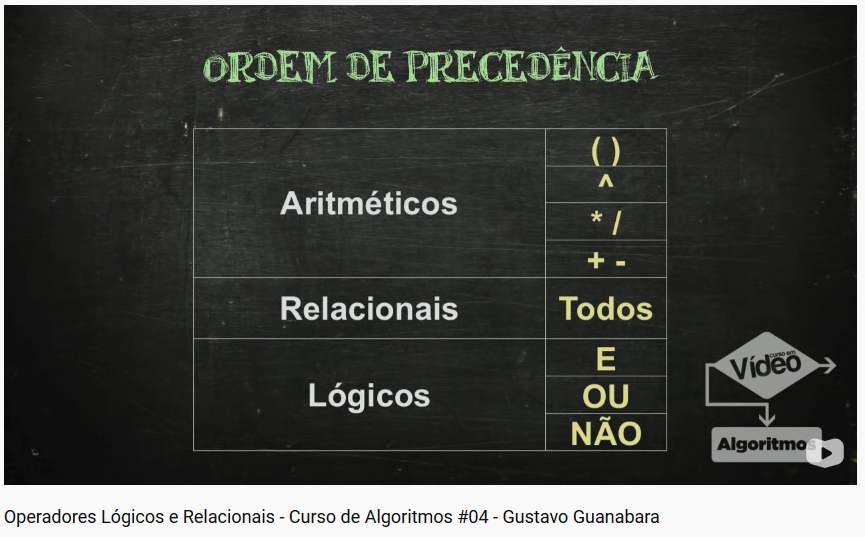 ORDEM DE PRECEDÊNCIA
Aritméticos
( )
^
* /
+ -
Relacionais
Todos
Lógicos
E
OU
NÃO
curso em
Vídeo
Algoritmos
Operadores Lógicos e Relacionais - Curso de Algoritmos #04 - Gustavo Guanabara